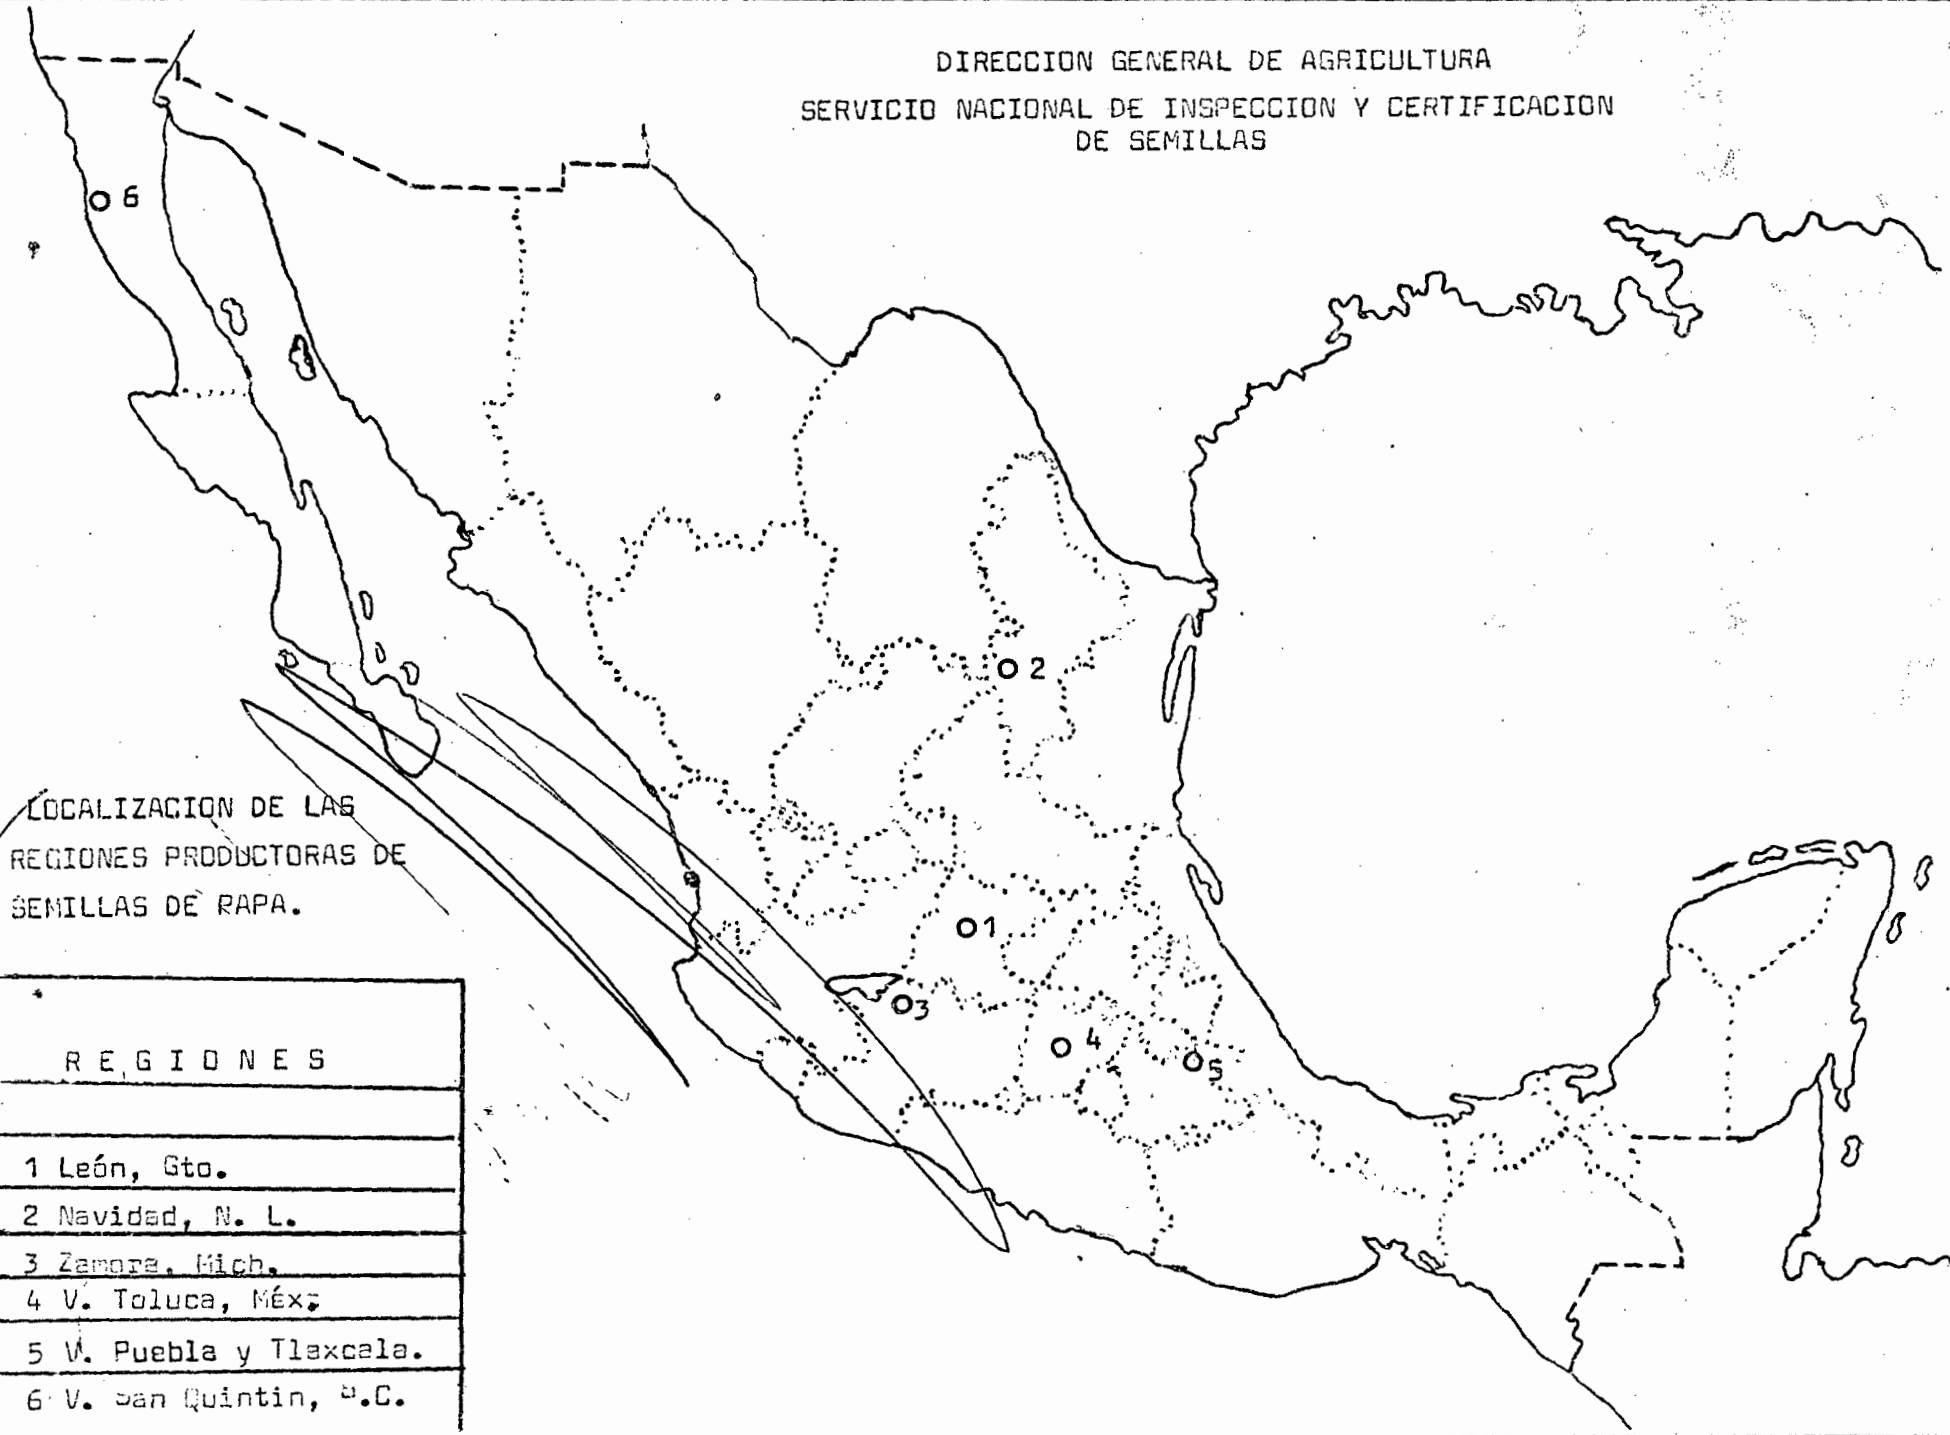 DIRECCION GENERAL DE AGRICULTURA
SERVICIO NACIONAL DE INSPECCION Y CERTIFICACION
DE SEMILLAS
6
2
1
3
4
5
LOCALIZACION DE LAS
REGIONES PRODUCTORAS DE
SEMILLAS DE RAPA.
REGIONES
1 León, Gto.
2 Navidad, N. L.
3 Zamora, Mich.
4 V. Toluca, Méx.
5 V. Puebla y Tlaxcala.
6 V. San Quintin, B.C.